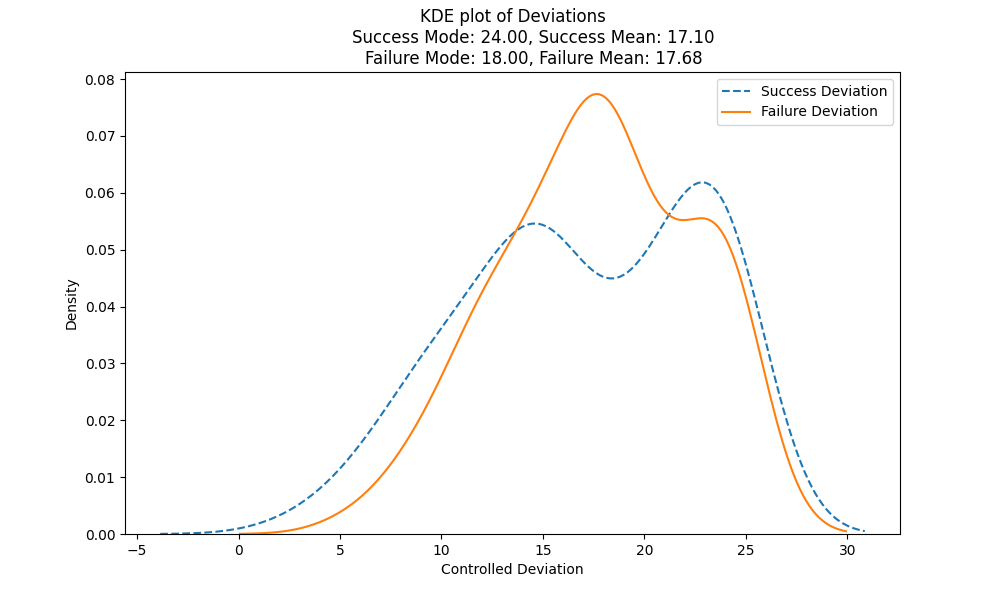 KDE plot of Deviations
Success Mode: 24.00, Success Mean: 17.10
Failure Mode: 18.00, Failure Mean: 17.68
Success Deviation
Failure Deviation
0.08
0.07
0.06
0.05
0.04
0.03
0.02
0.01
0.00
Density
−5 0 5 10 15 20 25 30
Controlled Deviation